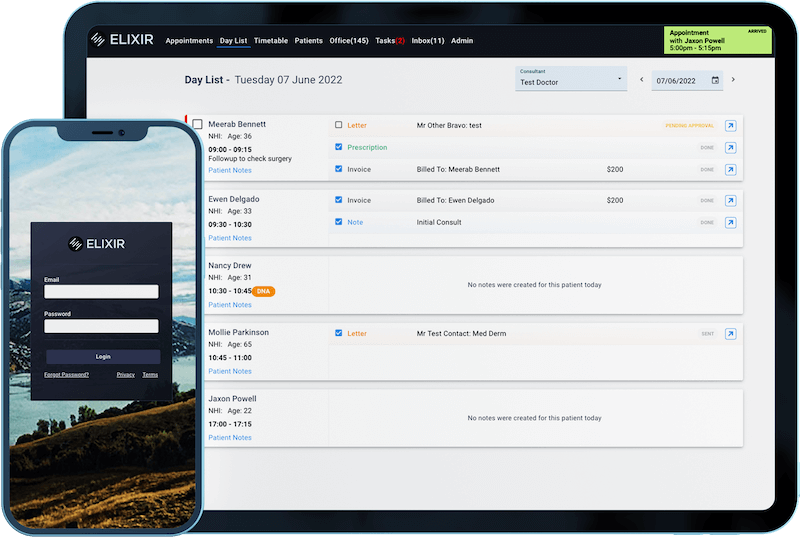 ELIXIR Appointments Day List Timetable Patients Office(145) Tasks(2) Inbox(11) Admin
Appointment ARRIVED
with Jaxon Powell
5:00pm - 5:15pm
Day List - Tuesday 07 June 2022
Consultant
Test Doctor
07/06/2022
Meerab Bennett
NHI: Age: 36
09:00 - 09:15
Followup to check surgery
Patient Notes
Letter Mr Other Bravo: test PENDING APPROVAL
Prescription DONE
Invoice Billed To: Meerab Bennett $200 DONE
Ewen Delgado
NHI: Age: 33
09:30 - 10:30
Patient Notes
Invoice Billed To: Ewen Delgado $200 DONE
Note Initial Consult DONE
Nancy Drew
NHI: Age: 31
10:30 - 10:45 DNA
Patient Notes
No notes were created for this patient today
Mollie Parkinson
NHI: Age: 65
10:45 - 11:00
Patient Notes
Letter Mr Test Contact: Med Derm SENT
Jaxon Powell
NHI: Age: 22
17:00 - 17:15
Patient Notes
No notes were created for this patient today
ELIXIR
Email
Password
Login
Forgot Password? Privacy Terms